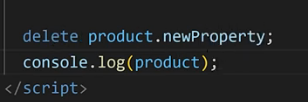 delete product.newProperty;
console.log(product);
</script>